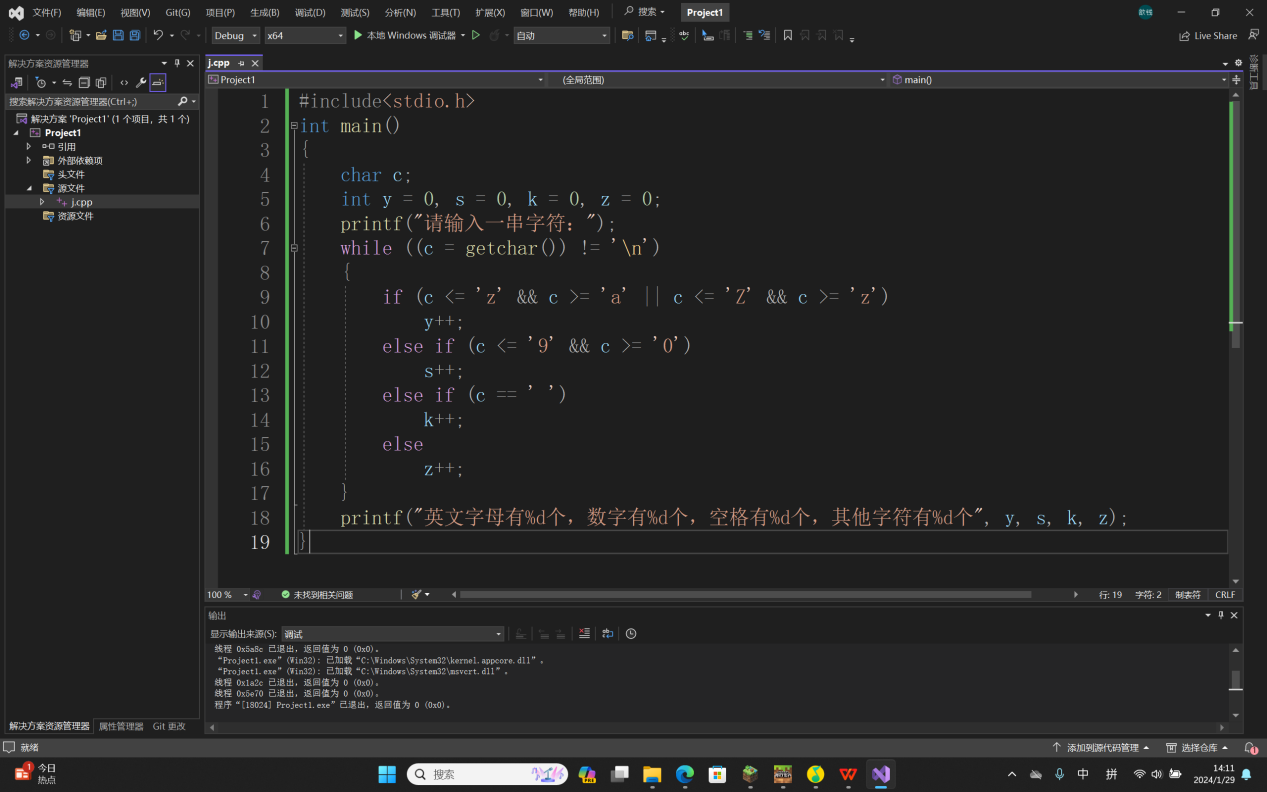 文件(F) 编辑(E) 视图(V) Git(G) 项目(P) 生成(B) 调试(D) 测试(S) 分析(N) 工具(T) 扩展(X) 窗口(W) 帮助(H) 搜索 Project1
Debug x64 本地 Windows 调试器 自动 Live Share
解决方案资源管理器
搜索解决方案资源管理器(Ctrl+;)
解决方案 'Project1' (1 个项目，共 1 个)
Project1
引用
外部依赖项
头文件
源文件
j.cpp
资源文件
解决方案资源管理器 属性管理器 Git 更改
j.cpp
Project1 (全局范围) main()
诊断工具
1 #include<stdio.h>
2 int main()
3 {
4 char c;
5 int y = 0, s = 0, k = 0, z = 0;
6 printf("请输入一串字符: ");
7 while ((c = getchar()) != '\n')
8 {
9 if (c <= 'z' && c >= 'a' || c <= 'Z' && c >= 'z')
10 y++;
11 else if (c <= '9' && c >= '0')
12 s++;
13 else if (c == ' ')
14 k++;
15 else
16 z++;
17 }
18 printf("英文字母有%d个，数字有%d个，空格有%d个，其他字符有%d个", y, s, k, z);
19 }
100 % 未找到相关问题 行: 19 字符: 2 制表符 CRLF
输出
显示输出来源(S): 调试
线程 0x5a8c 已退出，返回值为 0 (0x0)。
“Project1.exe”(Win32): 已加载“C:\Windows\System32\kernel.appcore.dll”。
“Project1.exe”(Win32): 已加载“C:\Windows\System32\msvcrt.dll”。
线程 0x1a2c 已退出，返回值为 0 (0x0)。
线程 0x5e70 已退出，返回值为 0 (0x0)。
程序“[18024] Project1.exe”已退出，返回值为 0 (0x0)。
就绪 添加到源代码管理 选择仓库 1
1 今日
热点
搜索
PRE
中 拼
14:11
2024/1/29